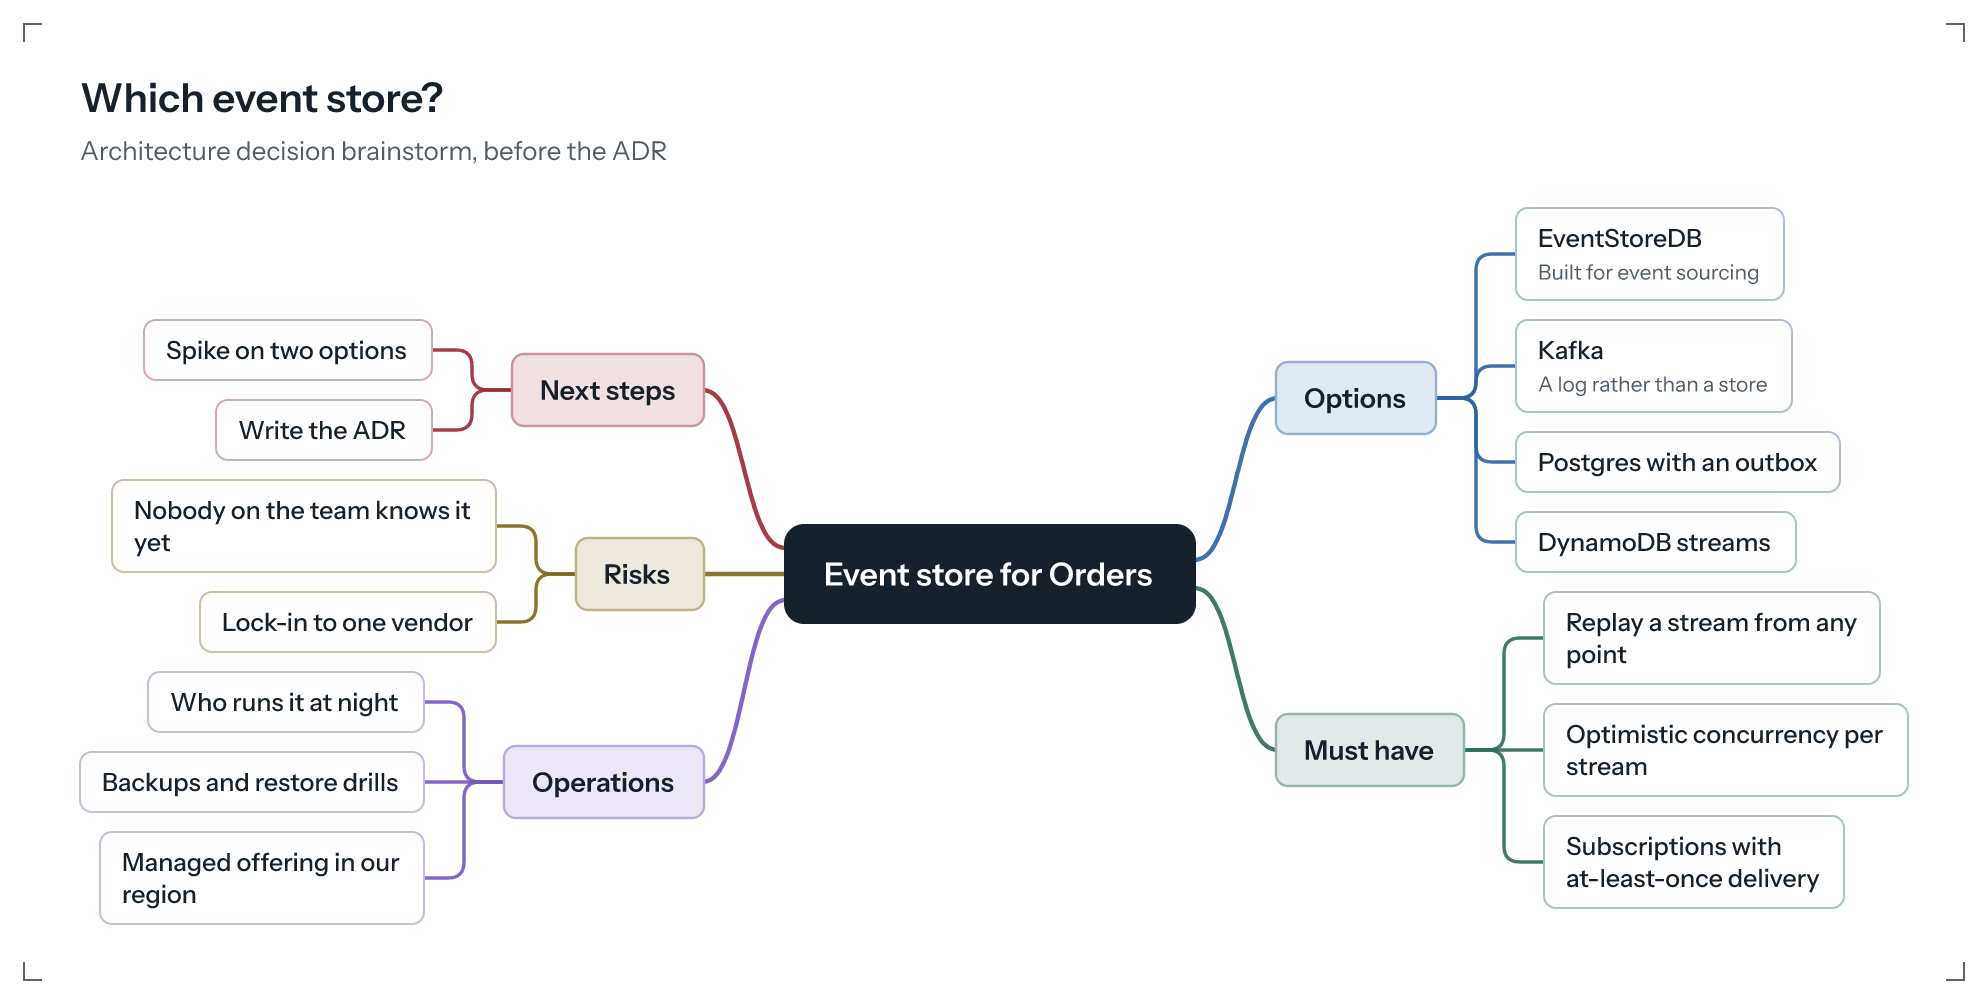 Which event store?
Architecture decision brainstorm, before the ADR
Event store for Orders
Options
EventStoreDB
Built for event sourcing
Kafka
A log rather than a store
Postgres with an outbox
DynamoDB streams
Must have
Replay a stream from any
point
Optimistic concurrency per
stream
Subscriptions with
at-least-once delivery
Next steps
Spike on two options
Write the ADR
Risks
Nobody on the team knows it
yet
Lock-in to one vendor
Operations
Who runs it at night
Backups and restore drills
Managed offering in our
region